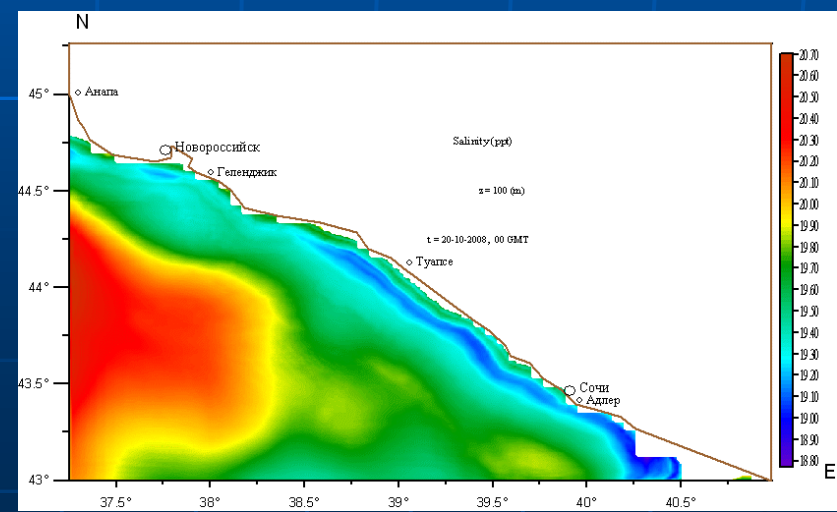 N
45°
44.5°
44°
43.5°
43°
Анапа
Новороссийск
Геленджик
Туапсе
Сочи
Адлер
Salinity (ppt)
z = 100 (m)
t = 20-10-2008, 00 GMT
20.70
20.60
20.50
20.40
20.30
20.20
20.10
20.00
19.90
19.80
19.70
19.60
19.50
19.40
19.30
19.20
19.10
19.00
18.90
18.80
E
37.5° 38° 38.5° 39° 39.5° 40° 40.5°